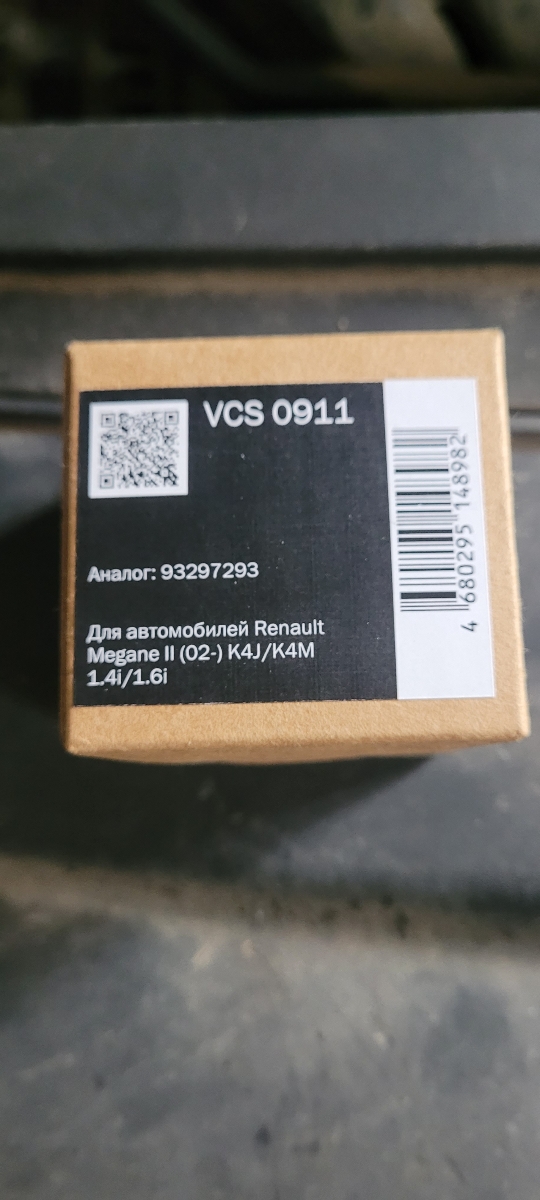 VCS 0911
Аналог: 93297293
Для автомобилей Renault
Megane II (02-) K4J/K4M
1.4i/1.6i
4 680295 148982